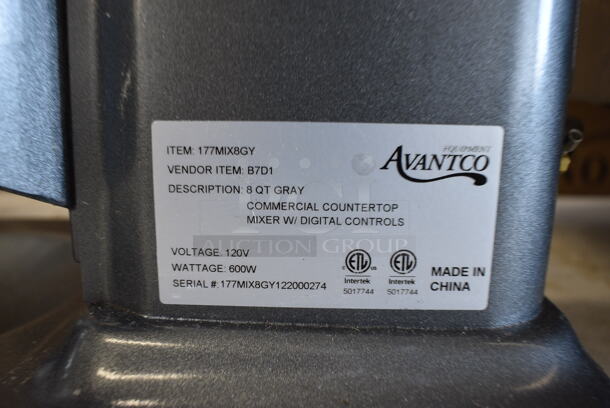 ITEM: 177MIX8GY
VENDOR ITEM: B7D1
DESCRIPTION: 8 QT GRAY
COMMERCIAL COUNTERTOP
MIXER W/ DIGITAL CONTROLS
VOLTAGE: 120V
WATTAGE: 600W
SERIAL #: 177MIX8GY122000274
EQUIPMENT
AVANTCO
C ETL US
Intertek
5017744
ETL
Intertek
5017744
MADE IN
CHINA
AUCTION GROUP